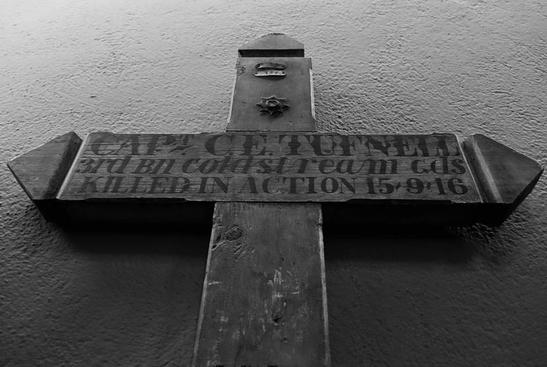 CAPT C E TUFNELL
3rd Bn Coldstream Gds
KILLED IN ACTION 15·9·16